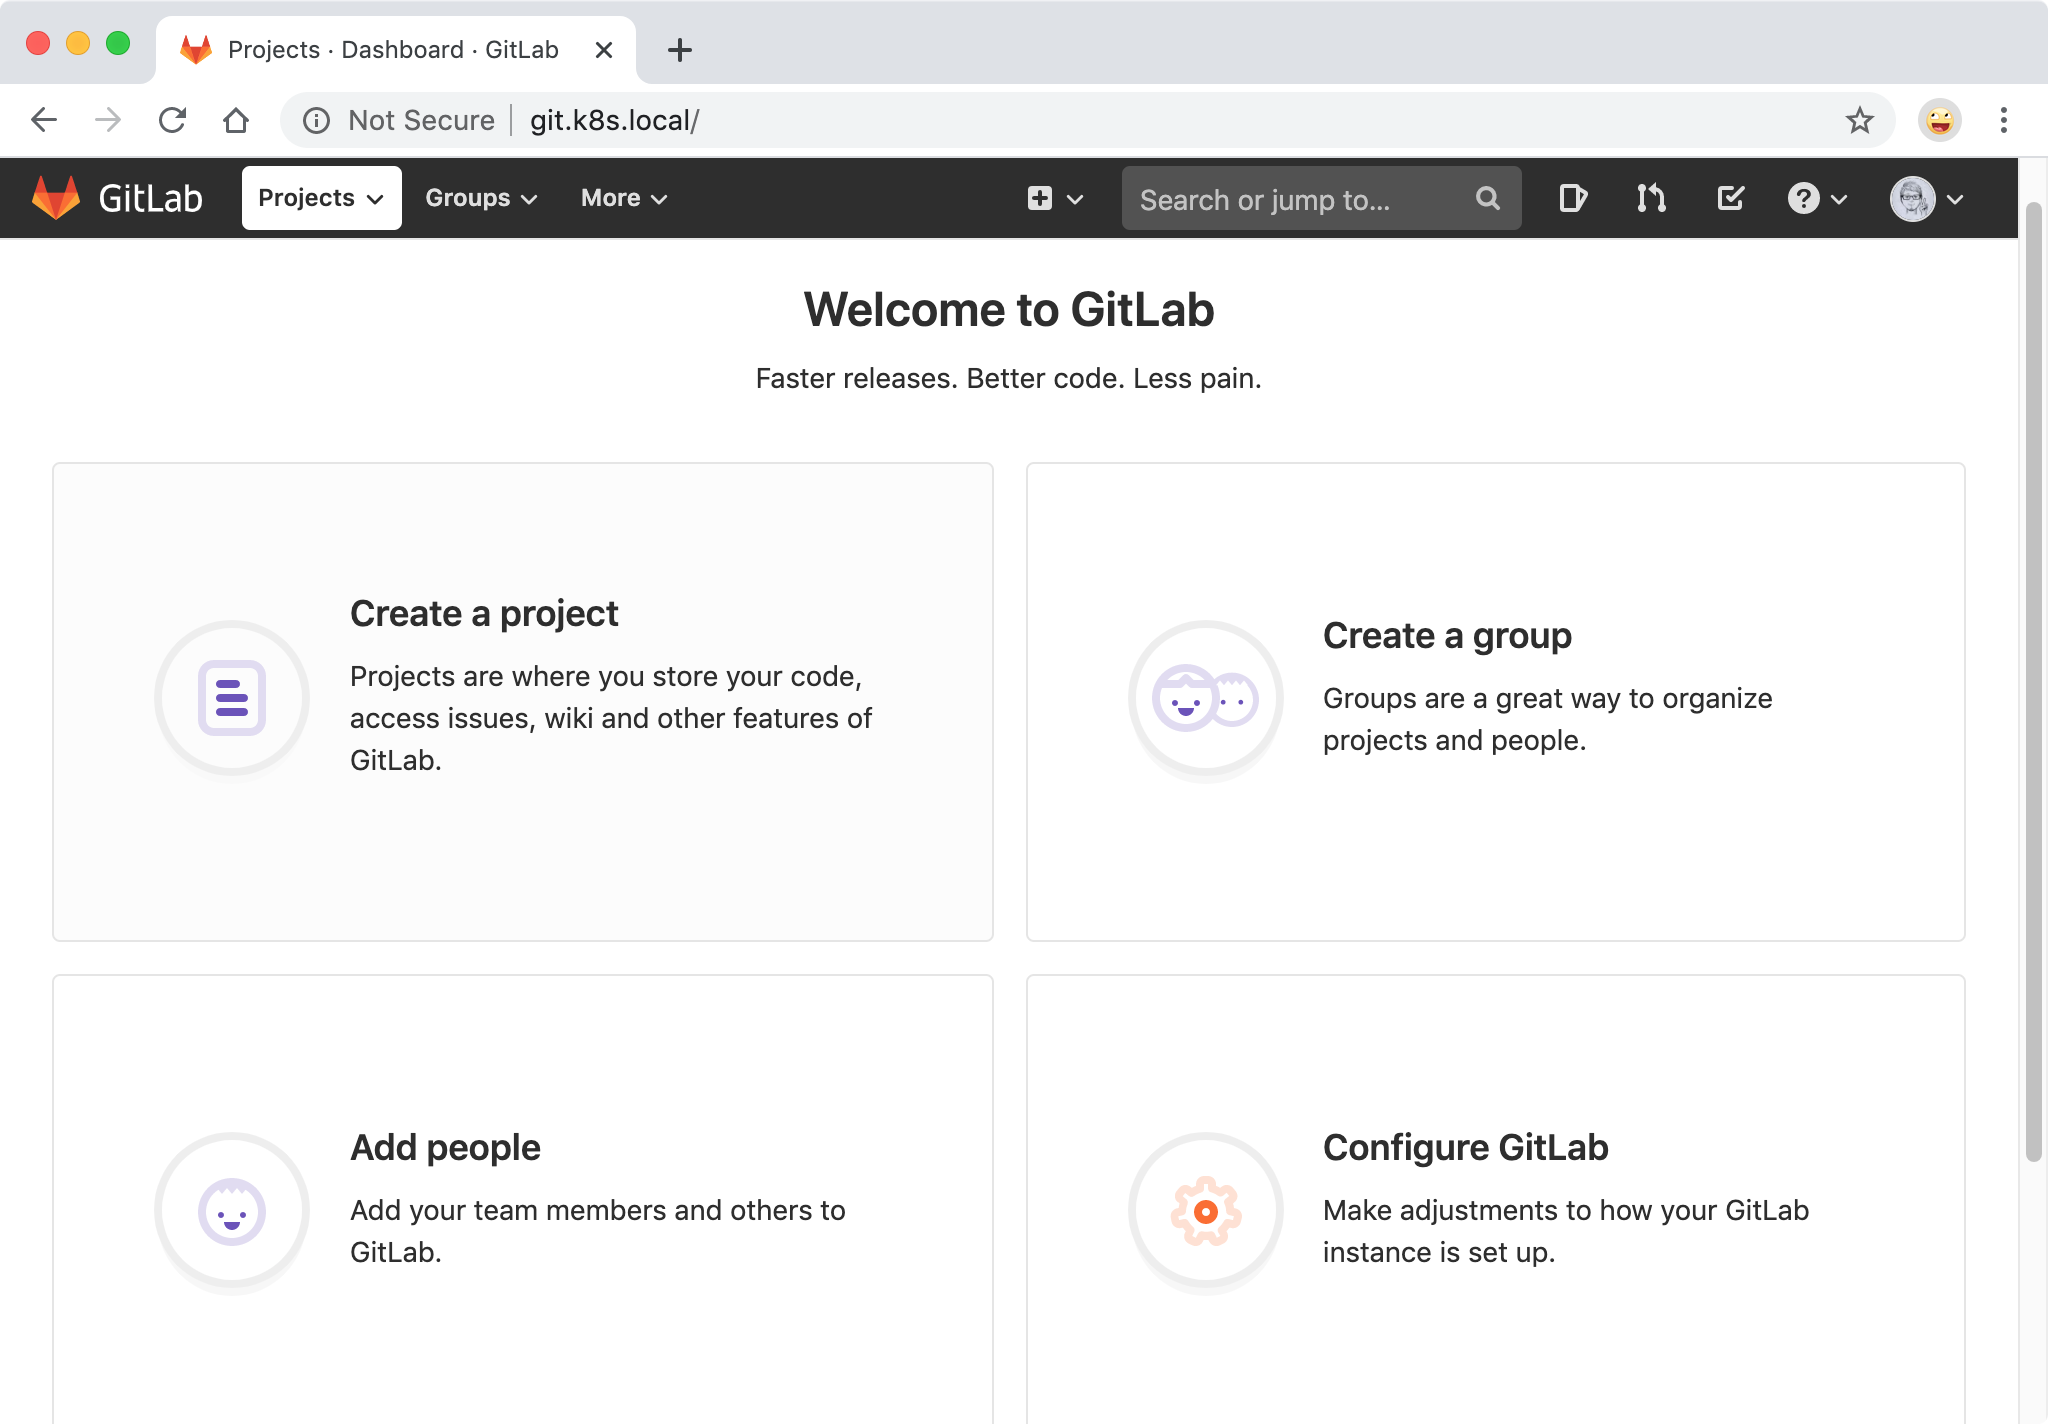 Projects · Dashboard · GitLab
Not Secure git.k8s.local/
GitLab Projects Groups More Search or jump to...
Welcome to GitLab
Faster releases. Better code. Less pain.
Create a project
Projects are where you store your code,
access issues, wiki and other features of
GitLab.
Create a group
Groups are a great way to organize
projects and people.
Add people
Add your team members and others to
GitLab.
Configure GitLab
Make adjustments to how your GitLab
instance is set up.